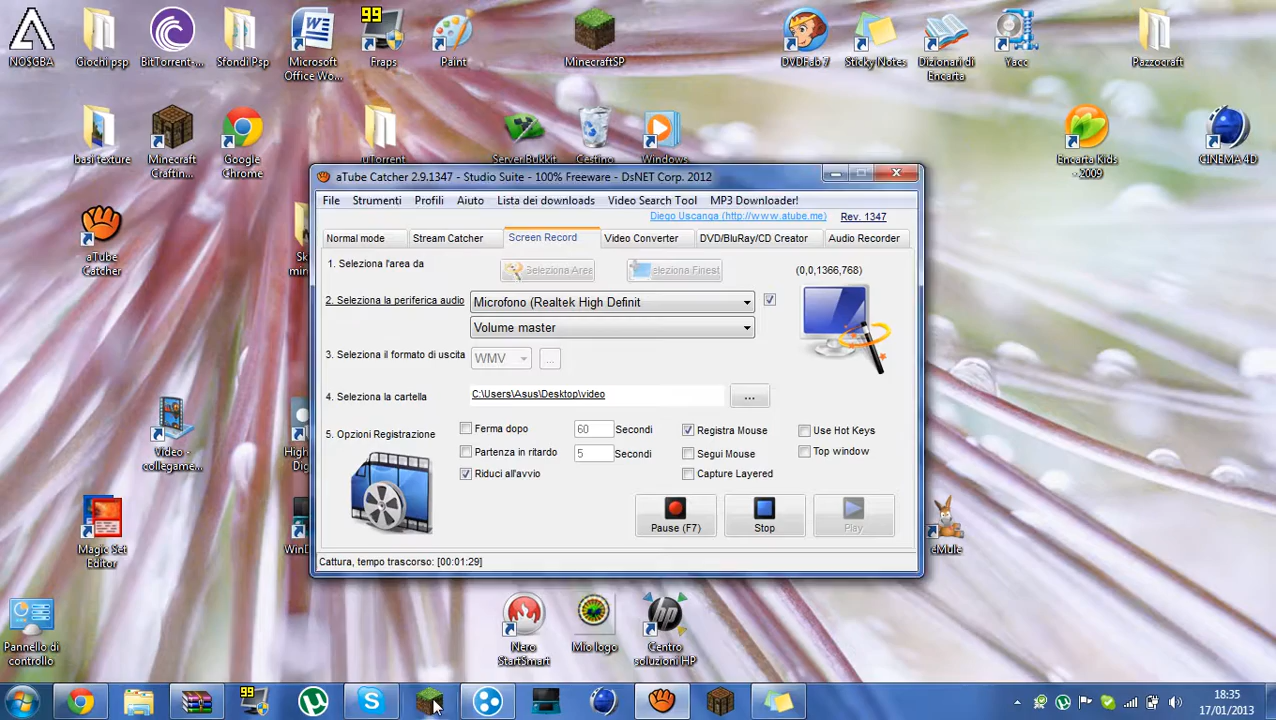 NO$GBA
Giochi psp
BitTorrent-...
Sfondi Psp
Microsoft Office Wo...
99
Fraps
Paint
MinecraftSP
DVDFab 7
Sticky Notes
Dizionari di Encarta
Yacc
Pazzocraft
basi texture
Minecraft Craftin...
Google Chrome
uTorrent
Server Bukkit
Cestino
Windows
Encarta Kids 2009
CINEMA 4D
aTube Catcher 2.9.1347 - Studio Suite - 100% Freeware - DsNET Corp. 2012
File Strumenti Profili Aiuto Lista dei downloads Video Search Tool MP3 Downloader!
Diego Uscanga (http://www.atube.me) Rev. 1347
Normal mode Stream Catcher Screen Record Video Converter DVD/BluRay/CD Creator Audio Recorder
1. Seleziona l'area da
Seleziona Area
eleziona Finest
(0,0,1366,768)
2. Seleziona la periferica audio
Microfono (Realtek High Definit
Volume master
3. Seleziona il formato di uscita
WMV
...
4. Seleziona la cartella
C:\Users\Asus\Desktop\video
...
5. Opzioni Registrazione
Ferma dopo 60 Secondi
Registra Mouse
Use Hot Keys
Partenza in ritardo 5 Secondi
Segui Mouse
Top window
Riduci all'avvio
Capture Layered
Pause (F7)
Stop
Play
Cattura, tempo trascorso: [00:01:29]
aTube Catcher
Video - collegame...
Magic Set Editor
eMule
Pannello di controllo
Nero StartSmart
Mio logo
Centro soluzioni HP
99
18:35
17/01/2013